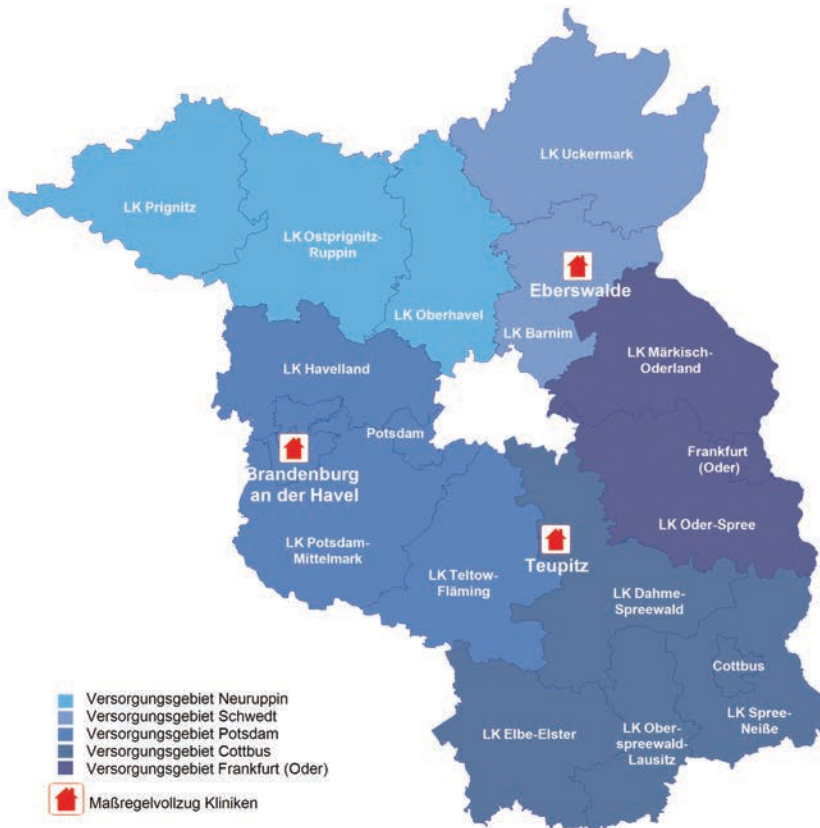 LK Uckermark
LK Prignitz
LK Ostprignitz-
Ruppin
Eberswalde
LK Oberhavel
LK Barnim
LK Märkisch-
Oderland
LK Havelland
Potsdam
Brandenburg
an der Havel
Frankfurt
(Oder)
LK Oder-Spree
LK Potsdam-
Mittelmark
Teupitz
LK Teltow-
Fläming
LK Dahme-
Spreewald
Cottbus
LK Spree-
Neiße
LK Elbe-Elster
LK Ober-
spreewald-
Lausitz
Versorgungsgebiet Neuruppin
Versorgungsgebiet Schwedt
Versorgungsgebiet Potsdam
Versorgungsgebiet Cottbus
Versorgungsgebiet Frankfurt (Oder)
Maßregelvollzug Kliniken